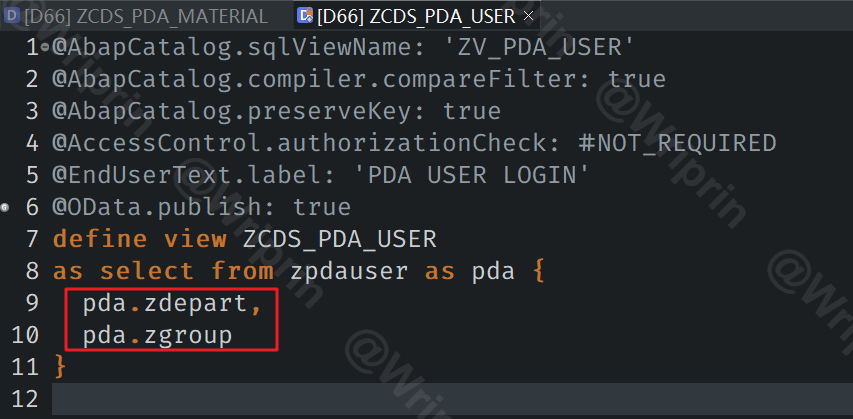 [D66] ZCDS_PDA_MATERIAL [D66] ZCDS_PDA_USER
1 @AbapCatalog.sqlViewName: 'ZV_PDA_USER'
2 @AbapCatalog.compiler.compareFilter: true
3 @AbapCatalog.preserveKey: true
4 @AccessControl.authorizationCheck: #NOT_REQUIRED
5 @EndUserText.label: 'PDA USER LOGIN'
6 @OData.publish: true
7 define view ZCDS_PDA_USER
8 as select from zpdauser as pda {
9 pda.zdepart,
10 pda.zgroup
11 }
12
@Wriprin
@Wriprin
@Wriprin
@Wriprin